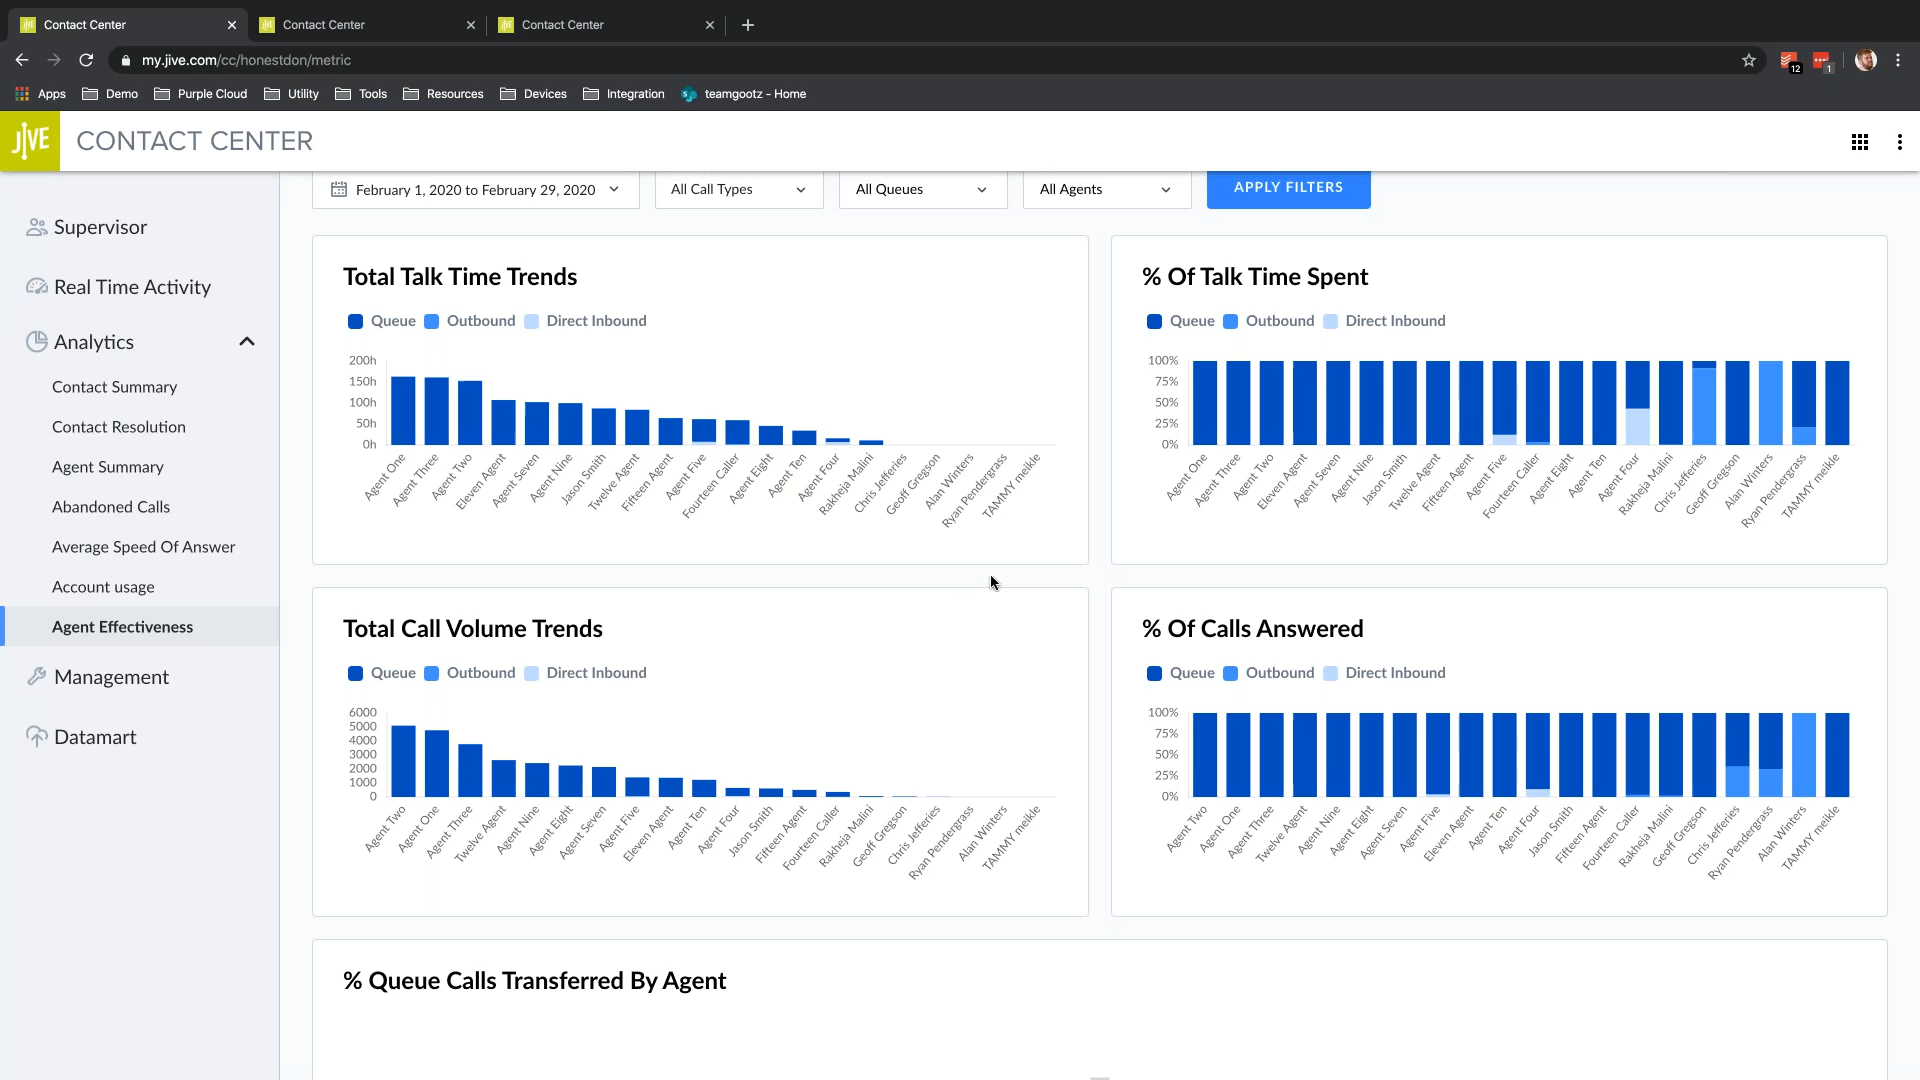 Contact Center
Contact Center
Contact Center
my.jive.com/cc/honestdon/metric
12
1
Apps
Demo
Purple Cloud
Utility
Tools
Resources
Devices
Integration
teamgootz - Home
JIVE CONTACT CENTER
February 1, 2020 to February 29, 2020
All Call Types
All Queues
All Agents
APPLY FILTERS
Supervisor
Real Time Activity
Analytics
Contact Summary
Contact Resolution
Agent Summary
Abandoned Calls
Average Speed Of Answer
Account usage
Agent Effectiveness
Management
Datamart
Total Talk Time Trends
Queue Outbound Direct Inbound
200h
150h
100h
50h
0h
Agent One
Agent Three
Agent Two
Eleven Agent
Agent Seven
Agent Nine
Jason Smith
Twelve Agent
Fifteen Agent
Agent Five
Fourteen Caller
Agent Eight
Agent Ten
Agent Four
Rakheja Malini
Chris Jefferies
Geoff Gregson
Alan Winters
Ryan Pendergrass
TAMMY meikle
% Of Talk Time Spent
Queue Outbound Direct Inbound
100%
75%
50%
25%
0%
Agent One
Agent Three
Agent Two
Eleven Agent
Agent Seven
Agent Nine
Jason Smith
Twelve Agent
Fifteen Agent
Agent Five
Fourteen Caller
Agent Eight
Agent Ten
Agent Four
Rakheja Malini
Chris Jefferies
Geoff Gregson
Alan Winters
Ryan Pendergrass
TAMMY meikle
Total Call Volume Trends
Queue Outbound Direct Inbound
6000
5000
4000
3000
2000
1000
0
Agent Two
Agent One
Agent Three
Twelve Agent
Agent Nine
Agent Eight
Agent Seven
Agent Five
Eleven Agent
Agent Ten
Agent Four
Jason Smith
Fifteen Agent
Fourteen Caller
Rakheja Malini
Geoff Gregson
Chris Jefferies
Ryan Pendergrass
Alan Winters
TAMMY meikle
% Of Calls Answered
Queue Outbound Direct Inbound
100%
75%
50%
25%
0%
Agent Two
Agent One
Agent Three
Twelve Agent
Agent Nine
Agent Eight
Agent Seven
Agent Five
Eleven Agent
Agent Ten
Agent Four
Jason Smith
Fifteen Agent
Fourteen Caller
Rakheja Malini
Geoff Gregson
Chris Jefferies
Ryan Pendergrass
Alan Winters
TAMMY meikle
% Queue Calls Transferred By Agent